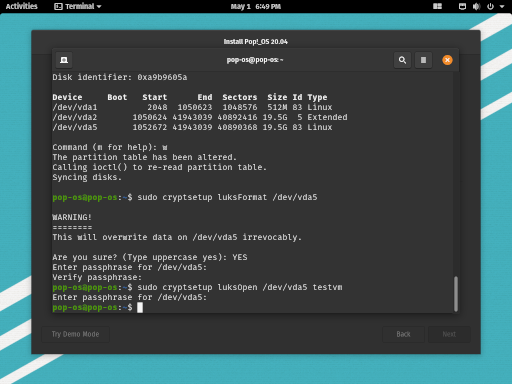 Activities
Terminal
May 1 6:49 PM
Install Pop!_OS 20.04
pop-os@pop-os: ~
Disk identifier: 0xa9b9605a
Device     Boot   Start      End  Sectors  Size Id Type
/dev/vda1          2048  1050623  1048576  512M 83 Linux
/dev/vda2       1050624 41943039 40892416 19.5G  5 Extended
/dev/vda5       1052672 41943039 40890368 19.5G 83 Linux
Command (m for help): w
The partition table has been altered.
Calling ioctl() to re-read partition table.
Syncing disks.
pop-os@pop-os:~$ sudo cryptsetup luksFormat /dev/vda5
WARNING!
========
This will overwrite data on /dev/vda5 irrevocably.
Are you sure? (Type uppercase yes): YES
Enter passphrase for /dev/vda5:
Verify passphrase:
pop-os@pop-os:~$ sudo cryptsetup luksOpen /dev/vda5 testvm
Enter passphrase for /dev/vda5:
pop-os@pop-os:~$
Try Demo Mode
Back
Next